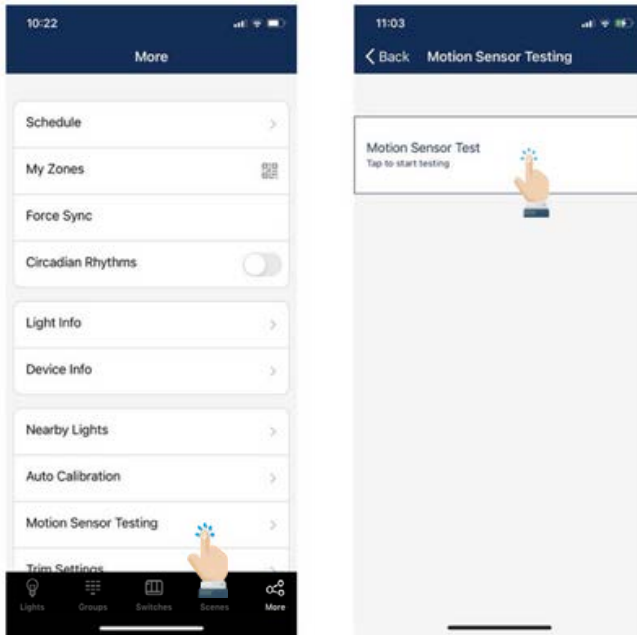 10:22
More
Schedule
My Zones
Force Sync
Circadian Rhythms
Light Info
Device Info
Nearby Lights
Auto Calibration
Motion Sensor Testing
Trim Settings
Lights Groups Switches Scenes More
11:03
Back Motion Sensor Testing
Motion Sensor Test
Tap to start testing